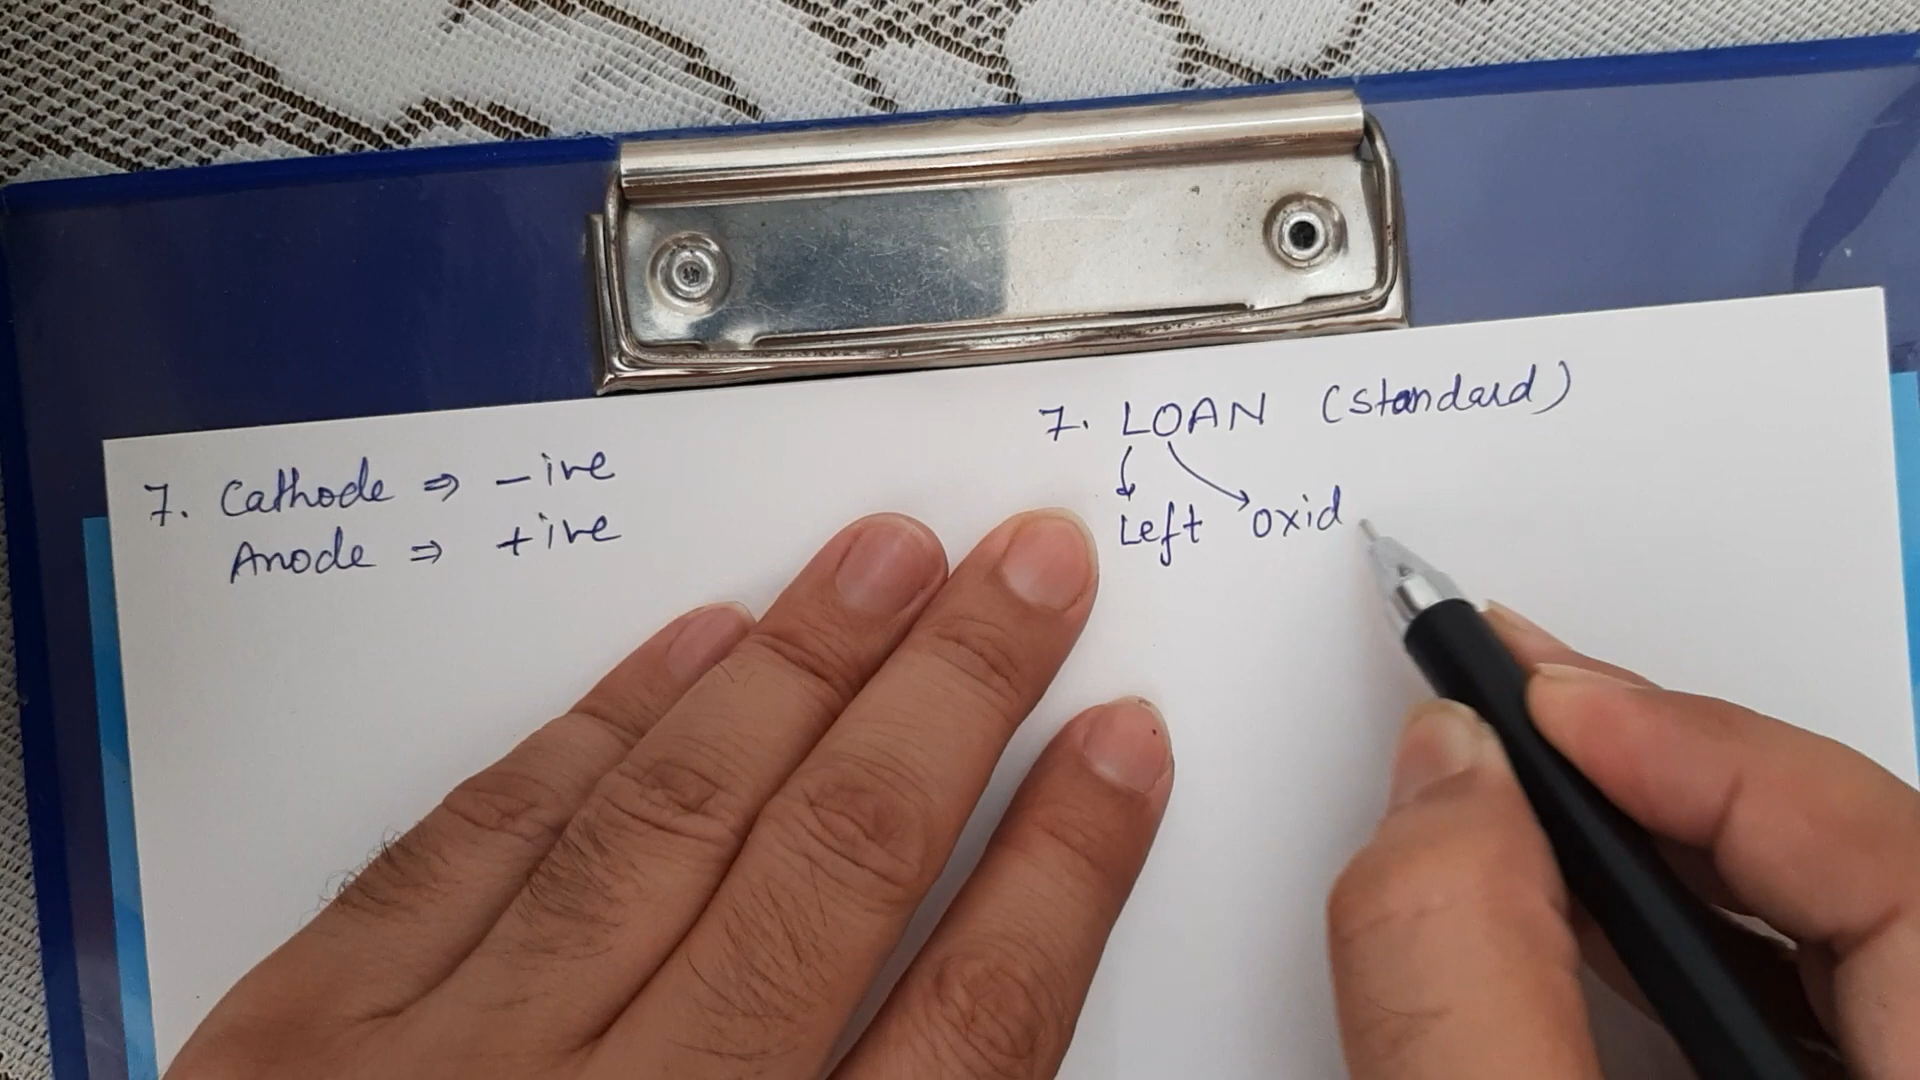 7. Cathode ⇒ -ive
Anode ⇒ +ive
7. LOAN (Standard)
Left oxid